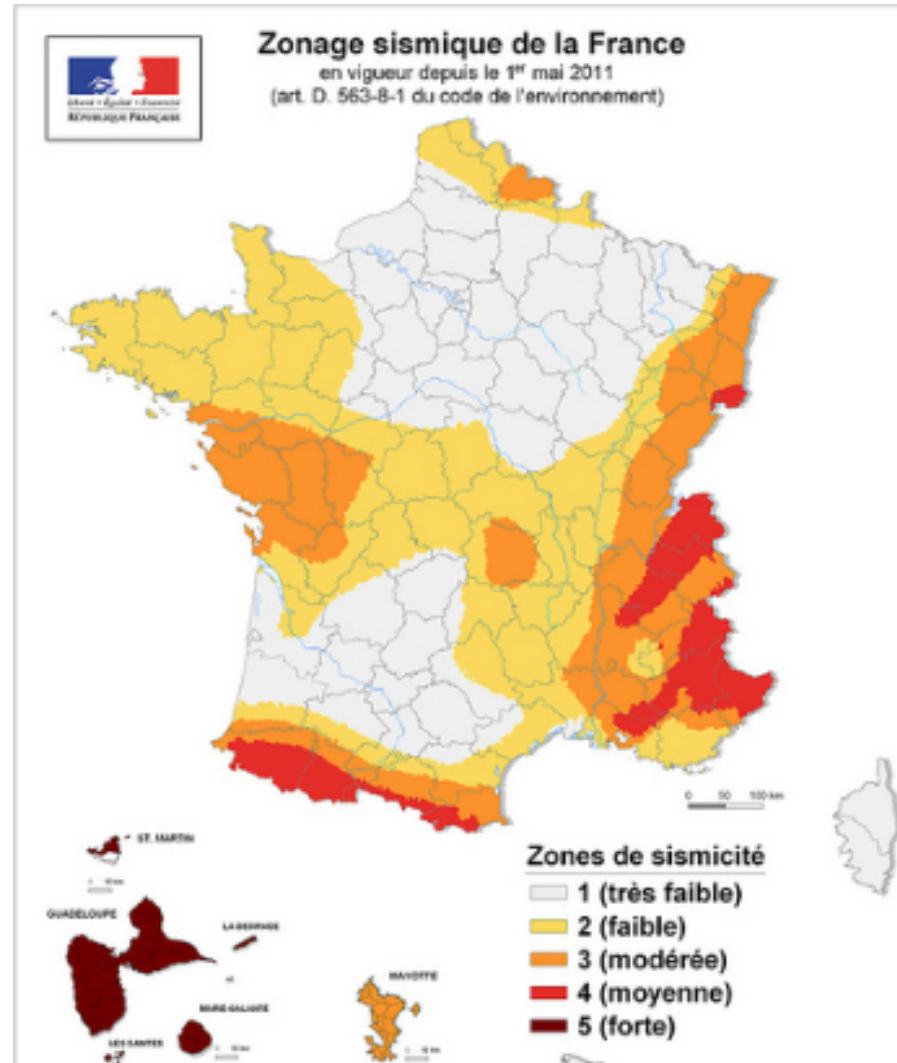 RÉPUBLIQUE FRANÇAISE
Zonage sismique de la France
en vigueur depuis le 1er mai 2011
(art. D. 563-8-1 du code de l'environnement)
0 50 100 km
ST. MARTIN
GUADELOUPE
LA DESIRADE
MARIE-GALANTE
LES SAINTES
MAYOTTE
Zones de sismicité
1 (très faible)
2 (faible)
3 (modérée)
4 (moyenne)
5 (forte)